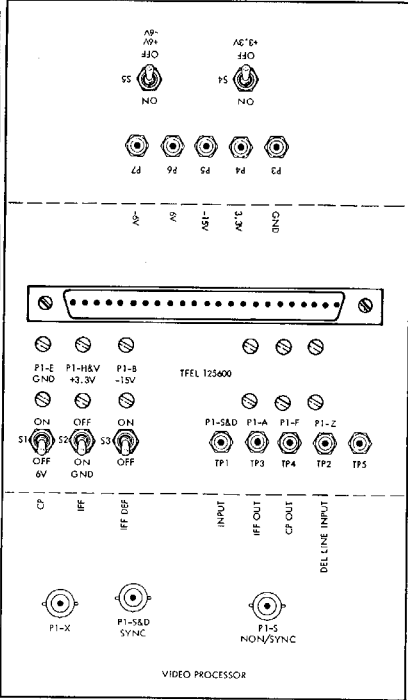 +6V
-6V
OFF
S5
ON
+3.3V
OFF
S4
ON
P7 P6 P5 P4 P3
-6V 6V -15V 3.3V GND
P1-E P1-H&V P1-B
GND +3.3V -15V
TFEL 125600
ON OFF ON
S1 S2 S3
OFF ON OFF
6V GND
P1-S&D P1-A P1-F P1-Z
TP1 TP3 TP4 TP2 TP5
CP IFF IFF DEF INPUT IFF OUT CP OUT DEL LINE INPUT
P1-X
P1-S&D
SYNC
P1-S
NON/SYNC
VIDEO PROCESSOR